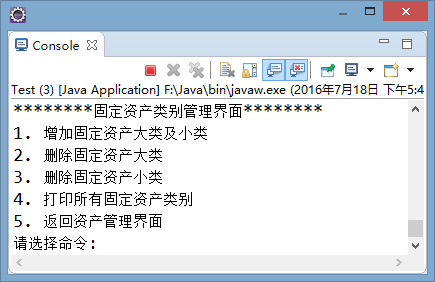 Console
Test (3) [Java Application] F:\Java\bin\javaw.exe (2016年7月18日 下午5:4
********固定资产类别管理界面********
1. 增加固定资产大类及小类
2. 删除固定资产大类
3. 删除固定资产小类
4. 打印所有固定资产类别
5. 返回资产管理界面
请选择命令: